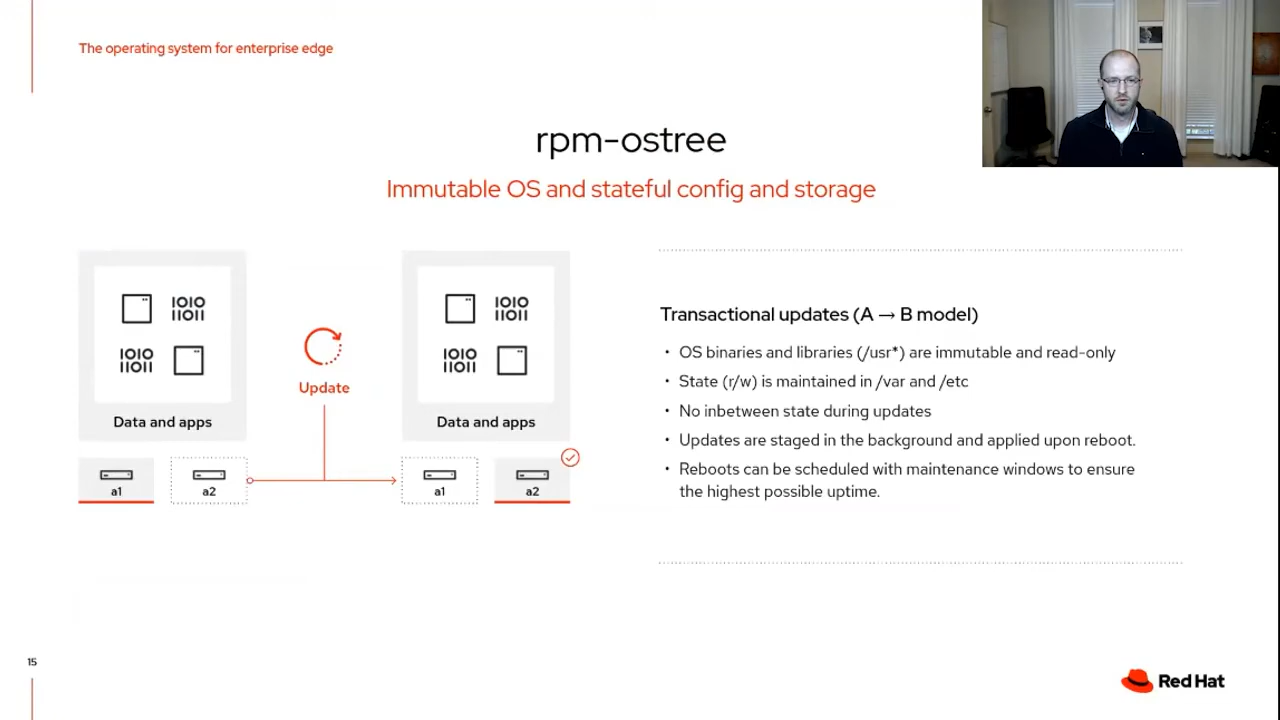 The operating system for enterprise edge
rpm-ostree
Immutable OS and stateful config and storage
1010
11011
1010
11011
Data and apps
a1
a2
Update
1010
11011
1010
11011
Data and apps
a1
a2
Transactional updates (A → B model)
• OS binaries and libraries (/usr*) are immutable and read-only
• State (r/w) is maintained in /var and /etc
• No inbetween state during updates
• Updates are staged in the background and applied upon reboot.
• Reboots can be scheduled with maintenance windows to ensure
the highest possible uptime.
15
Red Hat